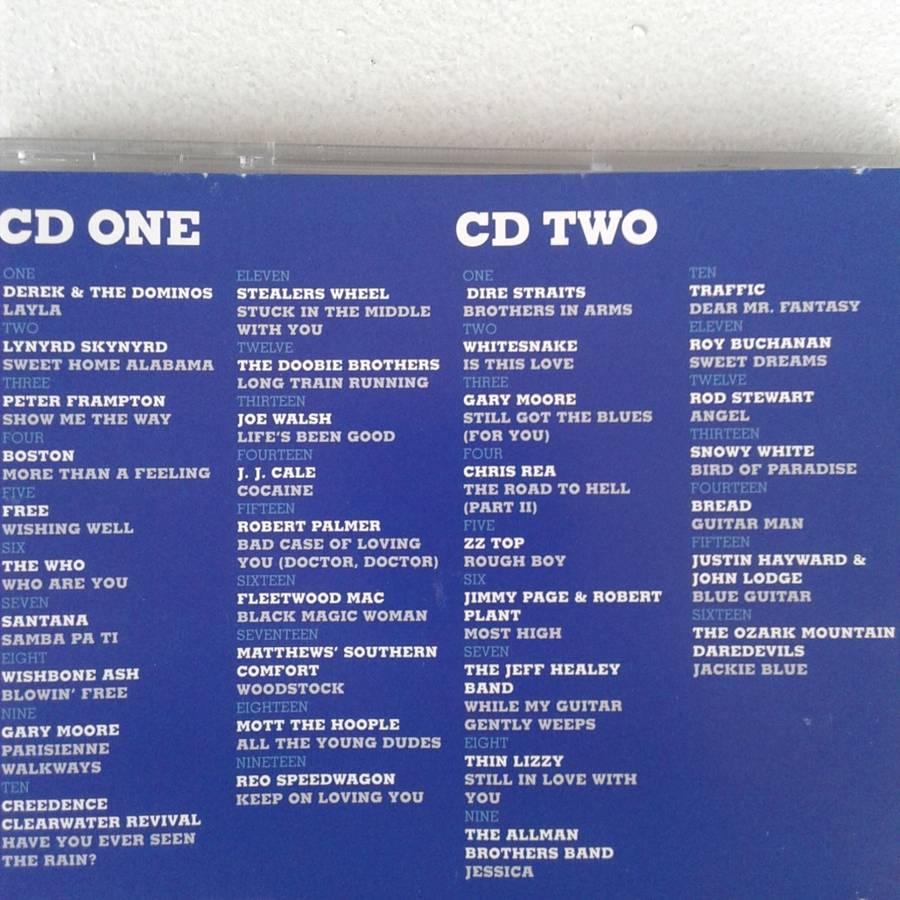 CD ONE
ONE
DEREK & THE DOMINOS
LAYLA
TWO
LYNYRD SKYNYRD
SWEET HOME ALABAMA
THREE
PETER FRAMPTON
SHOW ME THE WAY
FOUR
BOSTON
MORE THAN A FEELING
FIVE
FREE
WISHING WELL
SIX
THE WHO
WHO ARE YOU
SEVEN
SANTANA
SAMBA PA TI
EIGHT
WISHBONE ASH
BLOWIN' FREE
NINE
GARY MOORE
PARISIENNE
WALKWAYS
TEN
CREEDENCE
CLEARWATER REVIVAL
HAVE YOU EVER SEEN
THE RAIN?
ELEVEN
STEALERS WHEEL
STUCK IN THE MIDDLE
WITH YOU
TWELVE
THE DOOBIE BROTHERS
LONG TRAIN RUNNING
THIRTEEN
JOE WALSH
LIFE'S BEEN GOOD
FOURTEEN
J. J. CALE
COCAINE
FIFTEEN
ROBERT PALMER
BAD CASE OF LOVING
YOU (DOCTOR, DOCTOR)
SIXTEEN
FLEETWOOD MAC
BLACK MAGIC WOMAN
SEVENTEEN
MATTHEWS' SOUTHERN
COMFORT
WOODSTOCK
EIGHTEEN
MOTT THE HOOPLE
ALL THE YOUNG DUDES
NINETEEN
REO SPEEDWAGON
KEEP ON LOVING YOU
CD TWO
ONE
DIRE STRAITS
BROTHERS IN ARMS
TWO
WHITESNAKE
IS THIS LOVE
THREE
GARY MOORE
STILL GOT THE BLUES
(FOR YOU)
FOUR
CHRIS REA
THE ROAD TO HELL
(PART II)
FIVE
ZZ TOP
ROUGH BOY
SIX
JIMMY PAGE & ROBERT
PLANT
MOST HIGH
SEVEN
THE JEFF HEALEY
BAND
WHILE MY GUITAR
GENTLY WEEPS
EIGHT
THIN LIZZY
STILL IN LOVE WITH
YOU
NINE
THE ALLMAN
BROTHERS BAND
JESSICA
TEN
TRAFFIC
DEAR MR. FANTASY
ELEVEN
ROY BUCHANAN
SWEET DREAMS
TWELVE
ROD STEWART
ANGEL
THIRTEEN
SNOWY WHITE
BIRD OF PARADISE
FOURTEEN
BREAD
GUITAR MAN
FIFTEEN
JUSTIN HAYWARD &
JOHN LODGE
BLUE GUITAR
SIXTEEN
THE OZARK MOUNTAIN
DAREDEVILS
JACKIE BLUE